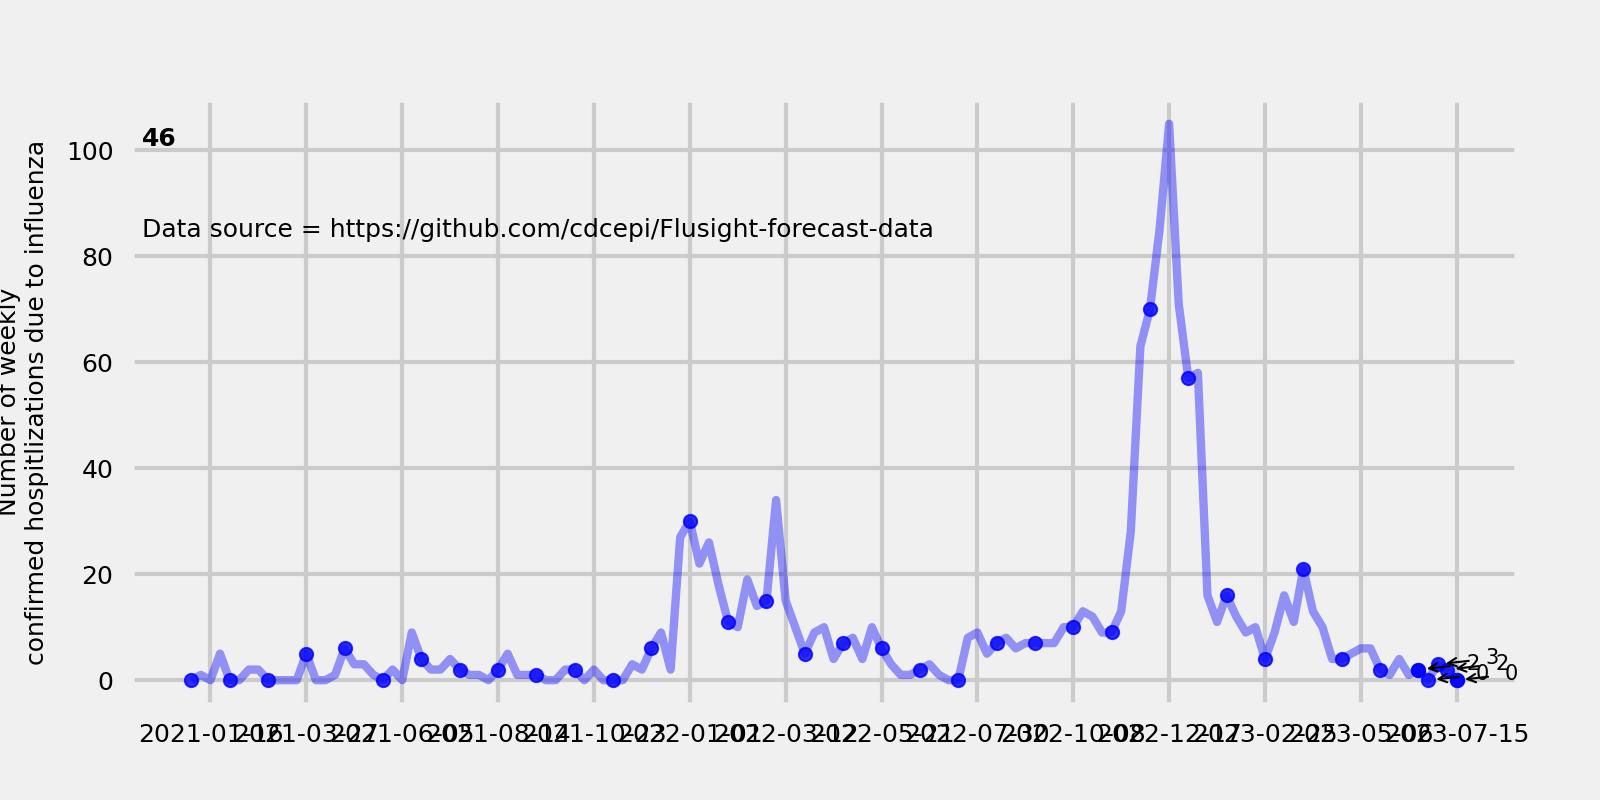 46
Data source = https://github.com/cdcepi/Flusight-forecast-data
Number of weekly
confirmed hospitlizations due to influenza
100
80
60
40
20
0
2 0 3 2 0
2021-01-16 2021-03-27 2021-06-05 2021-08-14 2021-10-23 2022-01-01 2022-03-12 2022-05-21 2022-07-30 2022-10-08 2022-12-17 2023-02-25 2023-05-06 2023-07-15